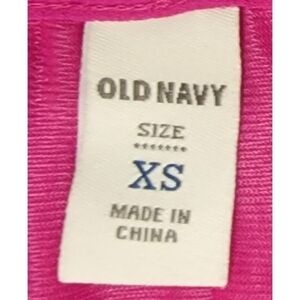 OLD NAVY
SIZE
XS
MADE IN
CHINA